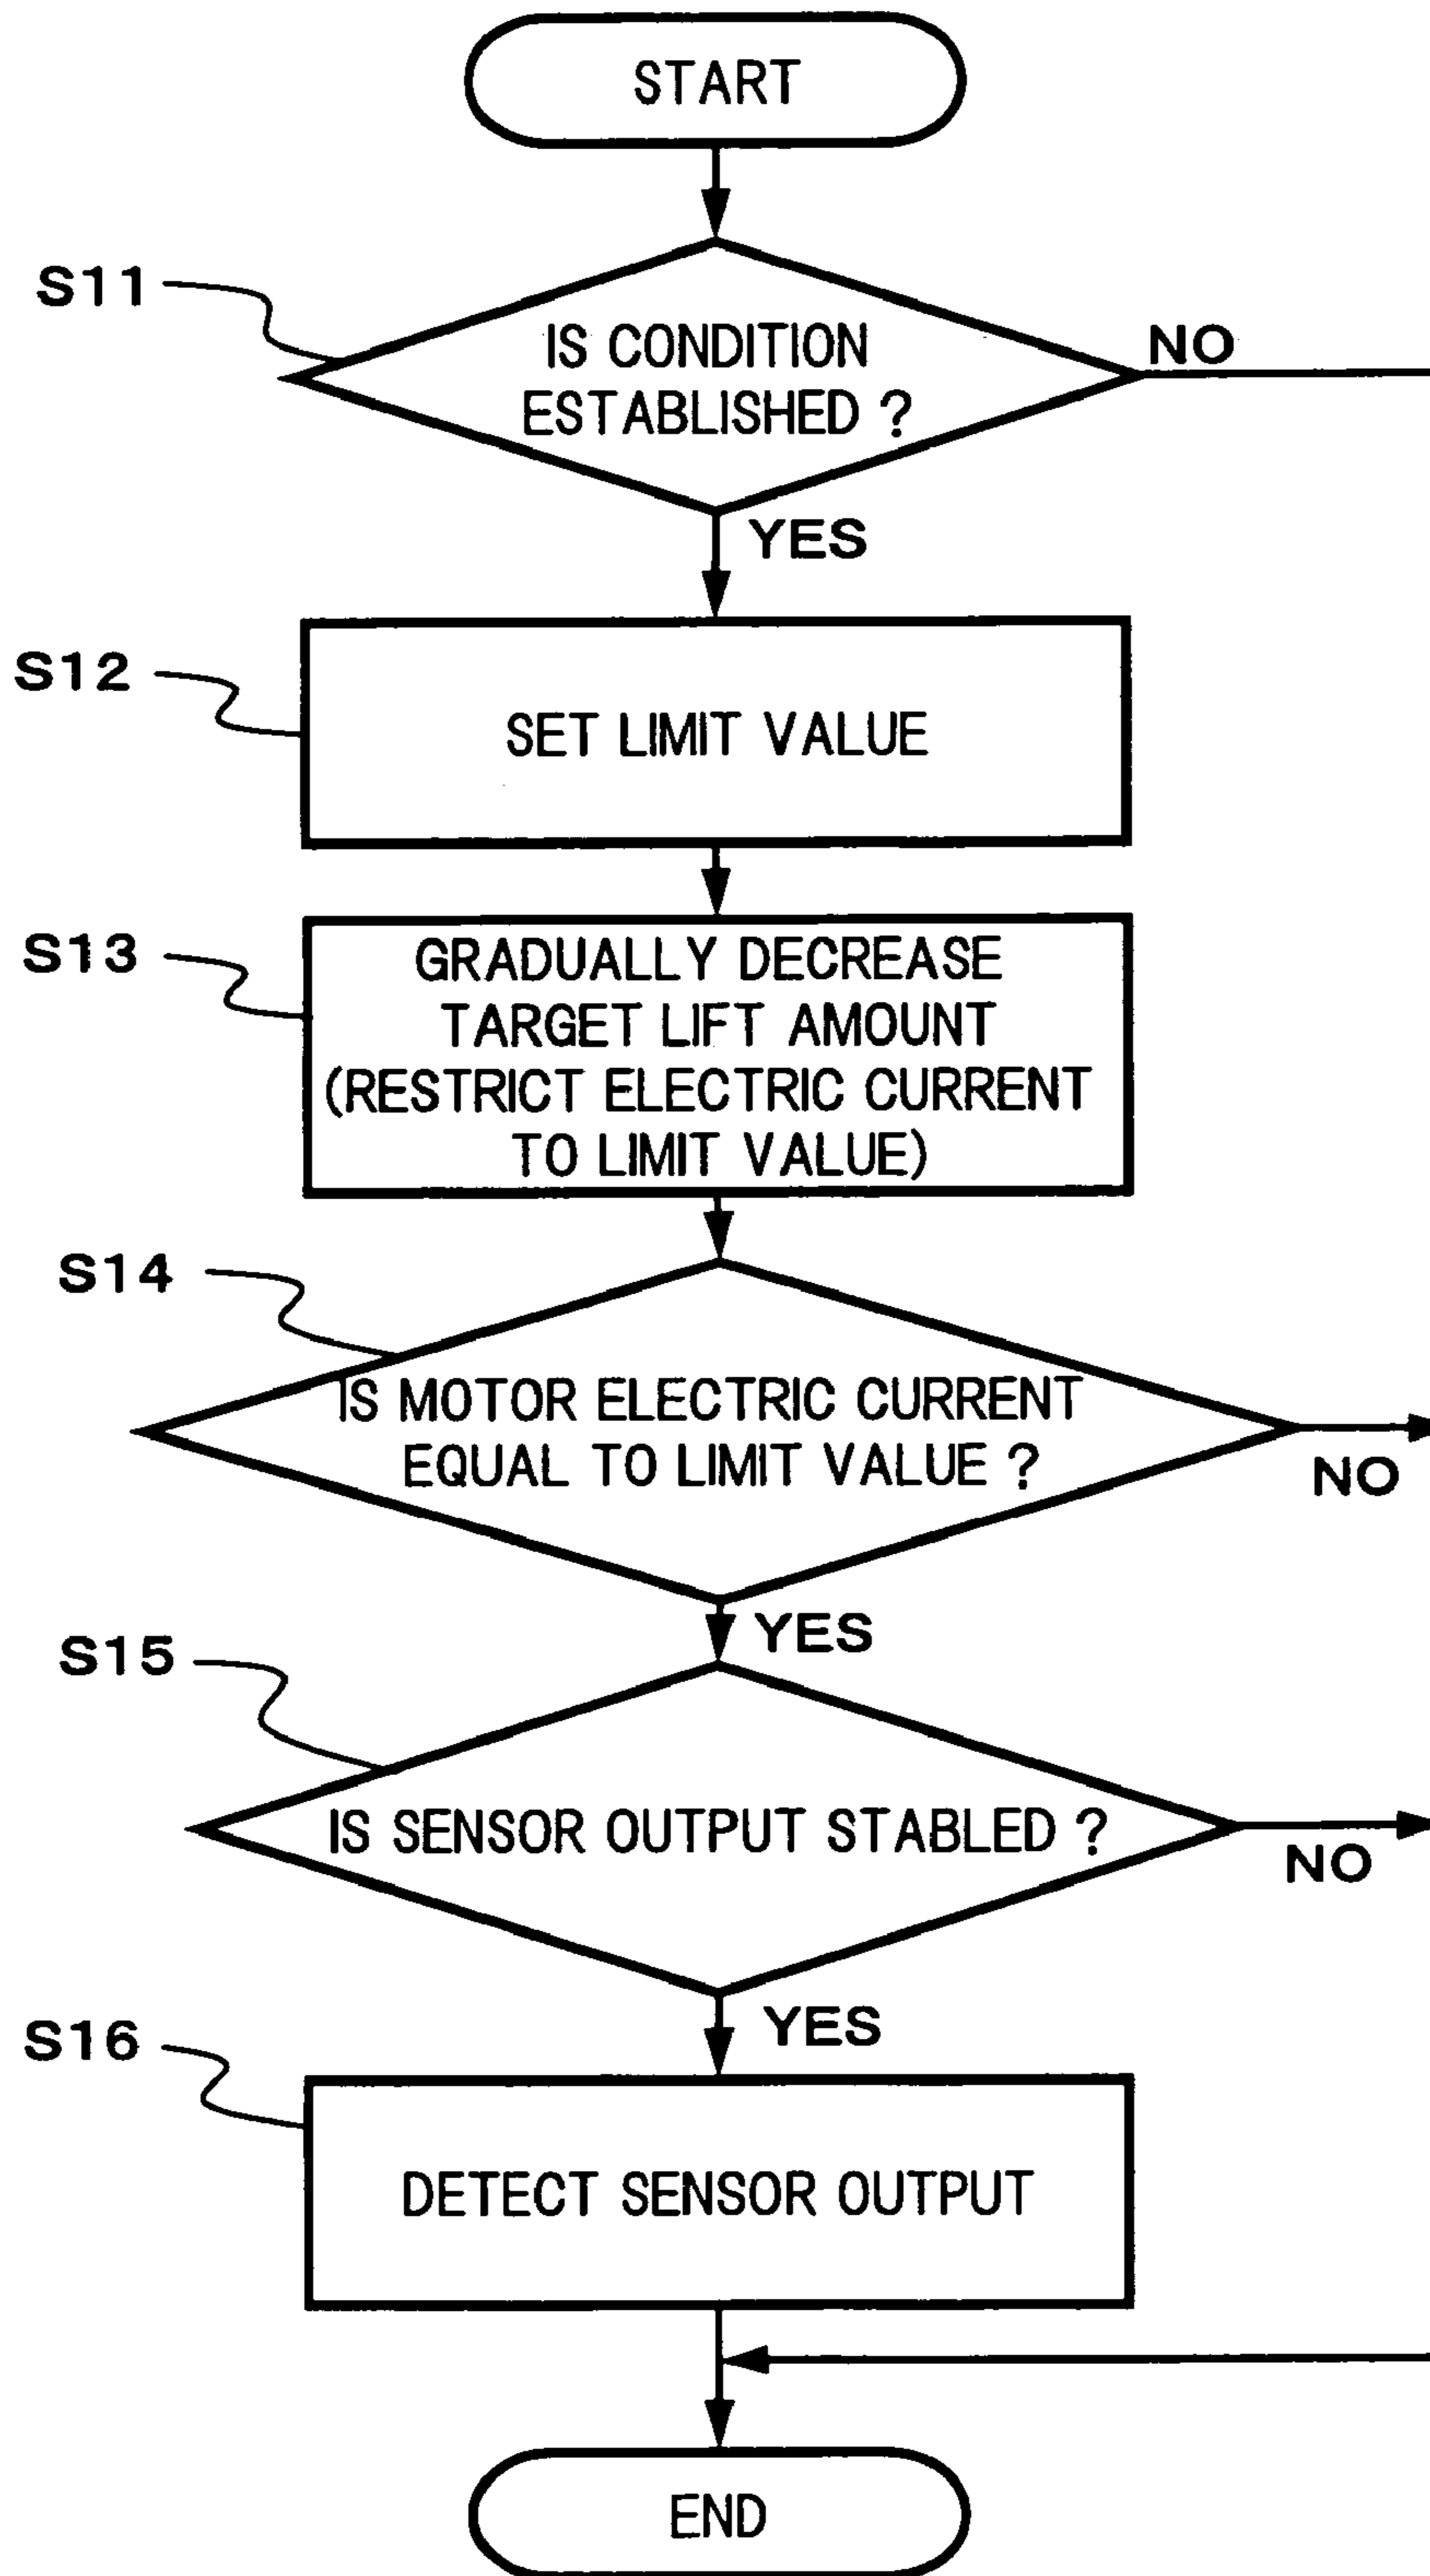 START
S11
IS CONDITION
ESTABLISHED ?
NO
YES
S12
SET LIMIT VALUE
S13
GRADUALLY DECREASE
TARGET LIFT AMOUNT
(RESTRICT ELECTRIC CURRENT
TO LIMIT VALUE)
S14
IS MOTOR ELECTRIC CURRENT
EQUAL TO LIMIT VALUE ?
NO
YES
S15
IS SENSOR OUTPUT STABLED ?
NO
YES
S16
DETECT SENSOR OUTPUT
END